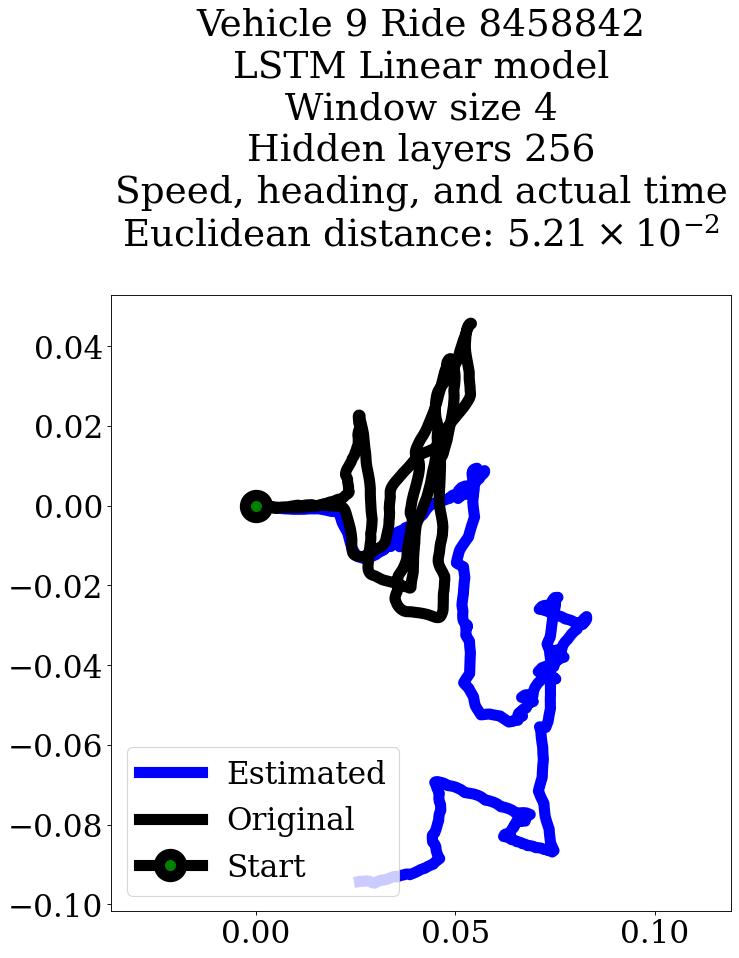 Vehicle 9 Ride 8458842
LSTM Linear model
Window size 4
Hidden layers 256
Speed, heading, and actual time
Euclidean distance: 5.21 × 10⁻²
0.04
0.02
0.00
−0.02
−0.04
−0.06
−0.08
−0.10
Estimated
Original
Start
0.00
0.05
0.10